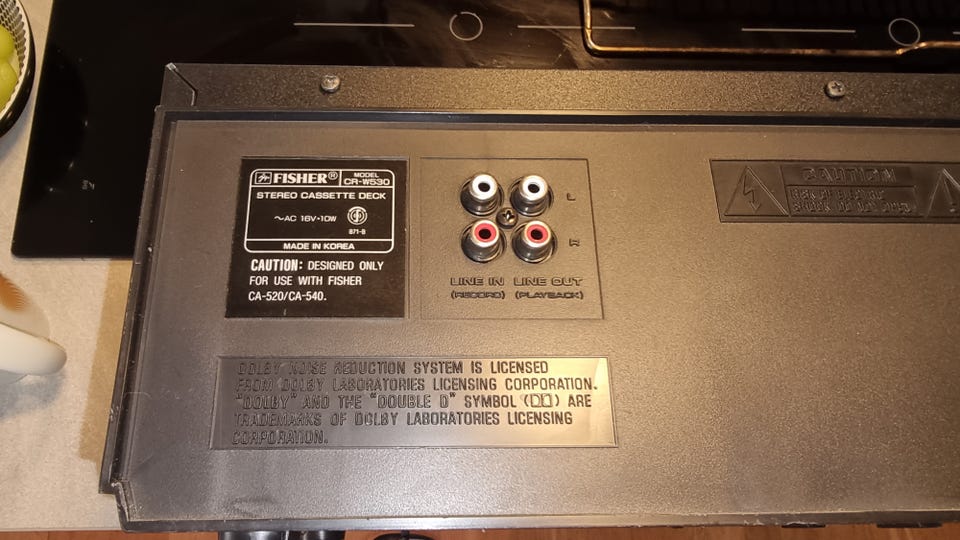 FISHER®
MODEL
CR-W530
STEREO CASSETTE DECK
~AC 16V-10W
871-B
MADE IN KOREA
CAUTION: DESIGNED ONLY
FOR USE WITH FISHER
CA-520/CA-540.
L
R
LINE IN LINE OUT
(RECORD) (PLAYBACK)
CAUTION
DOLBY NOISE REDUCTION SYSTEM IS LICENSED
FROM DOLBY LABORATORIES LICENSING CORPORATION.
"DOLBY" AND THE "DOUBLE D" SYMBOL (DD) ARE
TRADEMARKS OF DOLBY LABORATORIES LICENSING
CORPORATION.